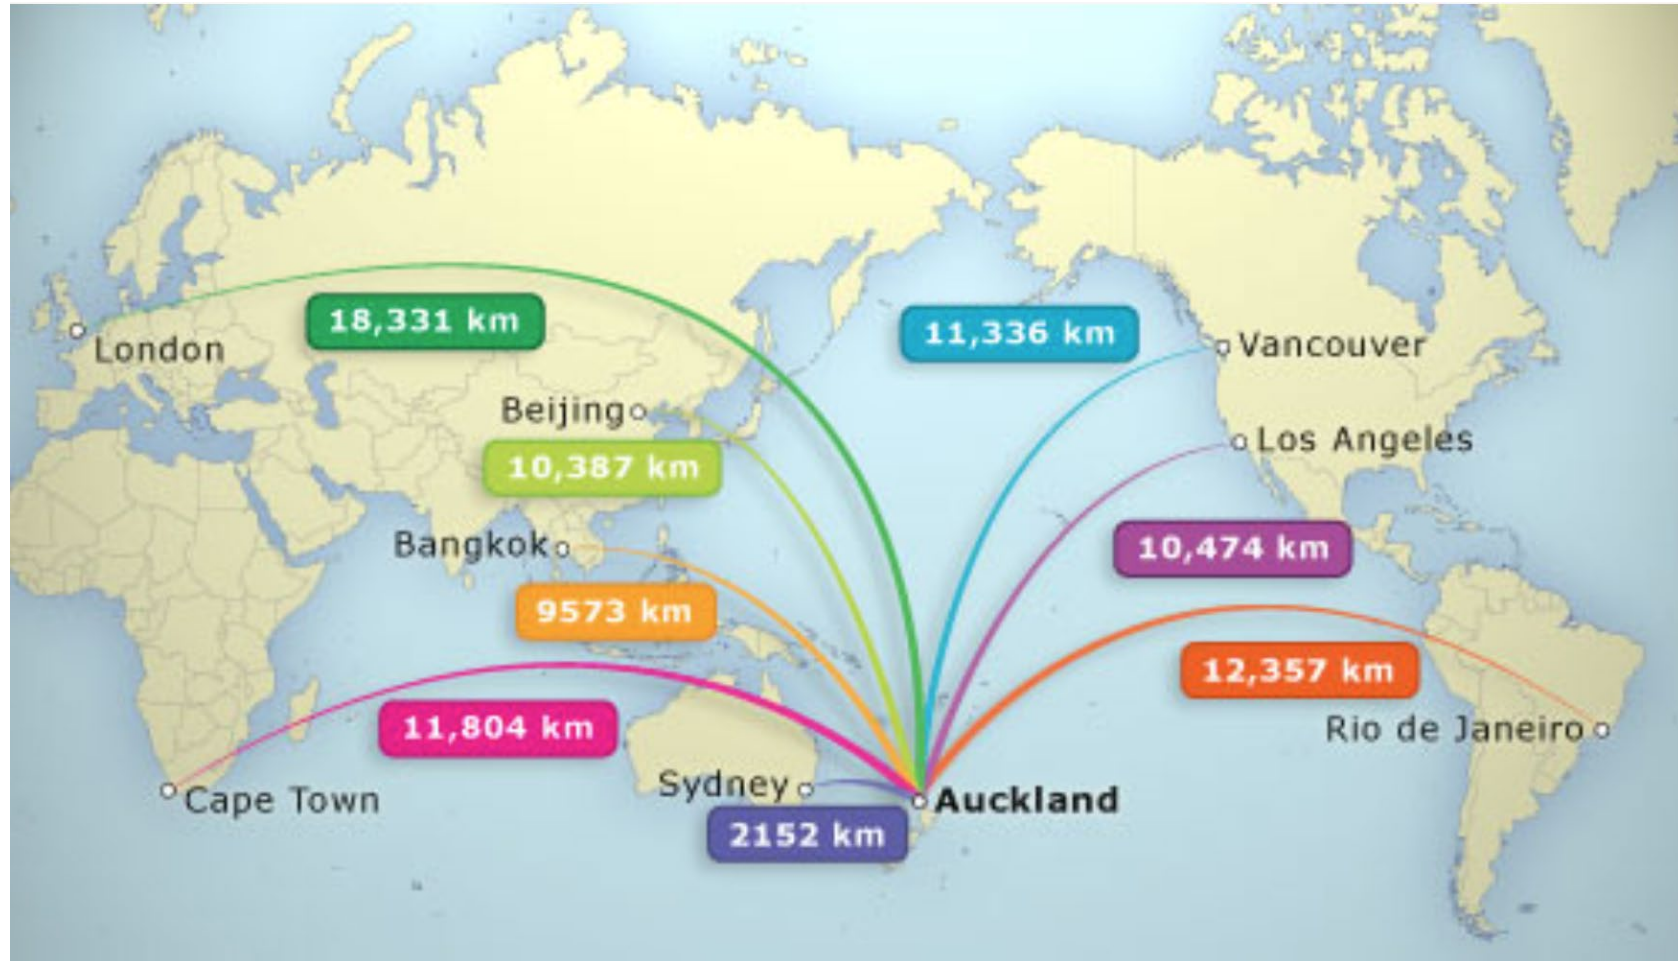 18,331 km
11,336 km
London
Vancouver
Beijing
Los Angeles
10,387 km
Bangkok
10,474 km
9573 km
12,357 km
11,804 km
Rio de Janeiro
Sydney
Cape Town
Auckland
2152 km